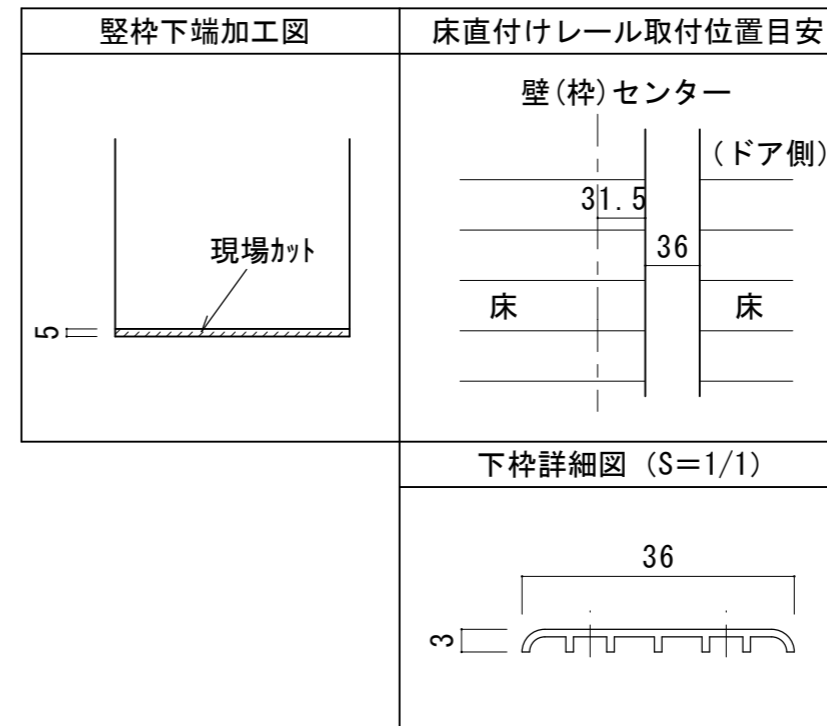 竪枠下端加工図
現場ｶｯﾄ
5
床直付けレール取付位置目安
壁(枠)センター
(ドア側)
31.5
36
床
床
下枠詳細図 (S=1/1)
36
3